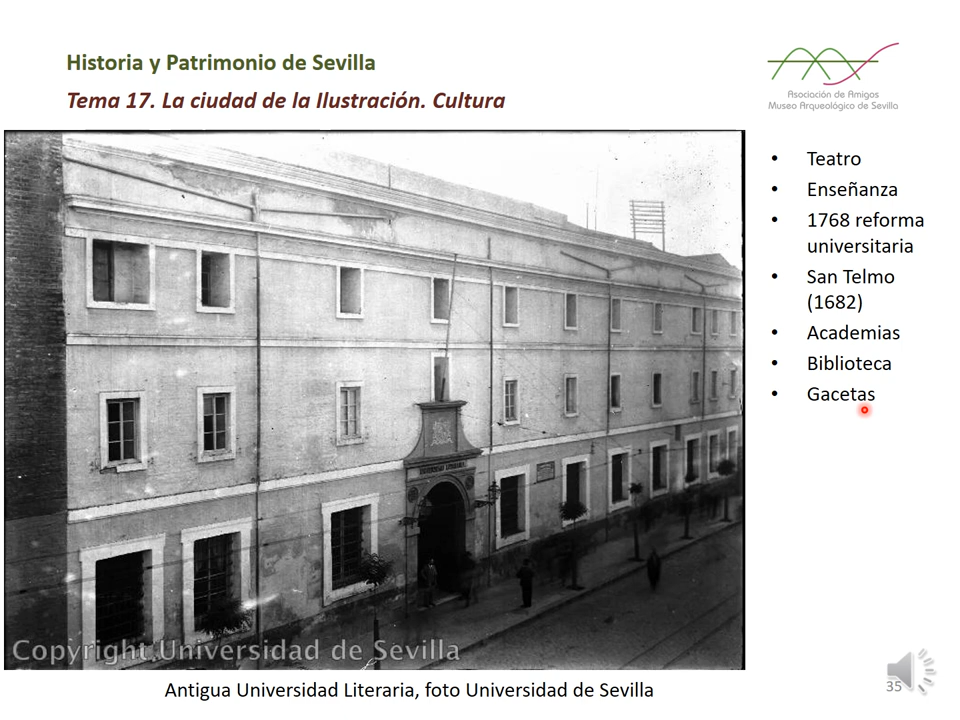 Historia y Patrimonio de Sevilla
Tema 17. La ciudad de la Ilustración. Cultura
Asociación de Amigos
Museo Arqueológico de Sevilla
• Teatro
• Enseñanza
• 1768 reforma
universitaria
• San Telmo
(1682)
• Academias
• Biblioteca
• Gacetas
Copyright Universidad de Sevilla
Antigua Universidad Literaria, foto Universidad de Sevilla
35